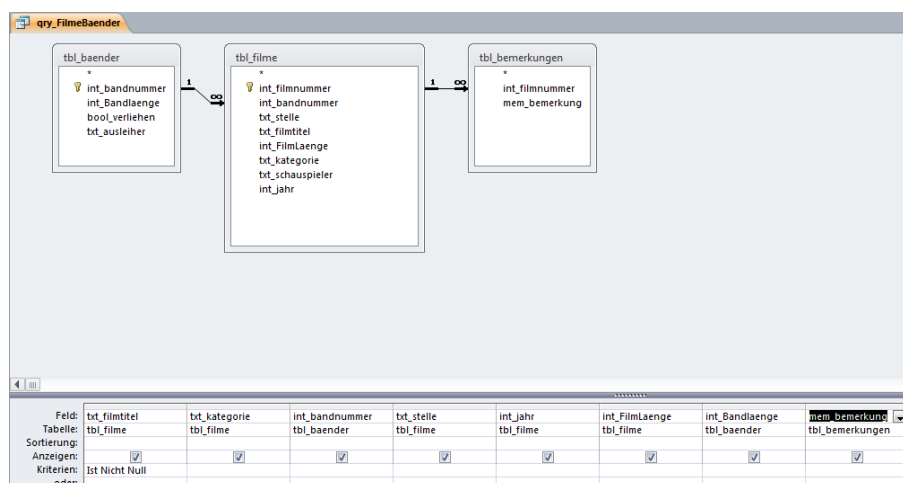 qry_FilmeBaender
tbl_baender
*
int_bandnummer
int_Bandlaenge
bool_verliehen
txt_ausleiher
1
∞
tbl_filme
*
int_filmnummer
int_bandnummer
txt_stelle
txt_filmtitel
int_FilmLaenge
txt_kategorie
txt_schauspieler
int_jahr
1
∞
tbl_bemerkungen
*
int_filmnummer
mem_bemerkung
Feld: txt_filmtitel txt_kategorie int_bandnummer txt_stelle int_jahr int_FilmLaenge int_Bandlaenge mem_bemerkung
Tabelle: tbl_filme tbl_filme tbl_baender tbl_filme tbl_filme tbl_filme tbl_baender tbl_bemerkungen
Sortierung:
Anzeigen:
Kriterien: Ist Nicht Null
oder: